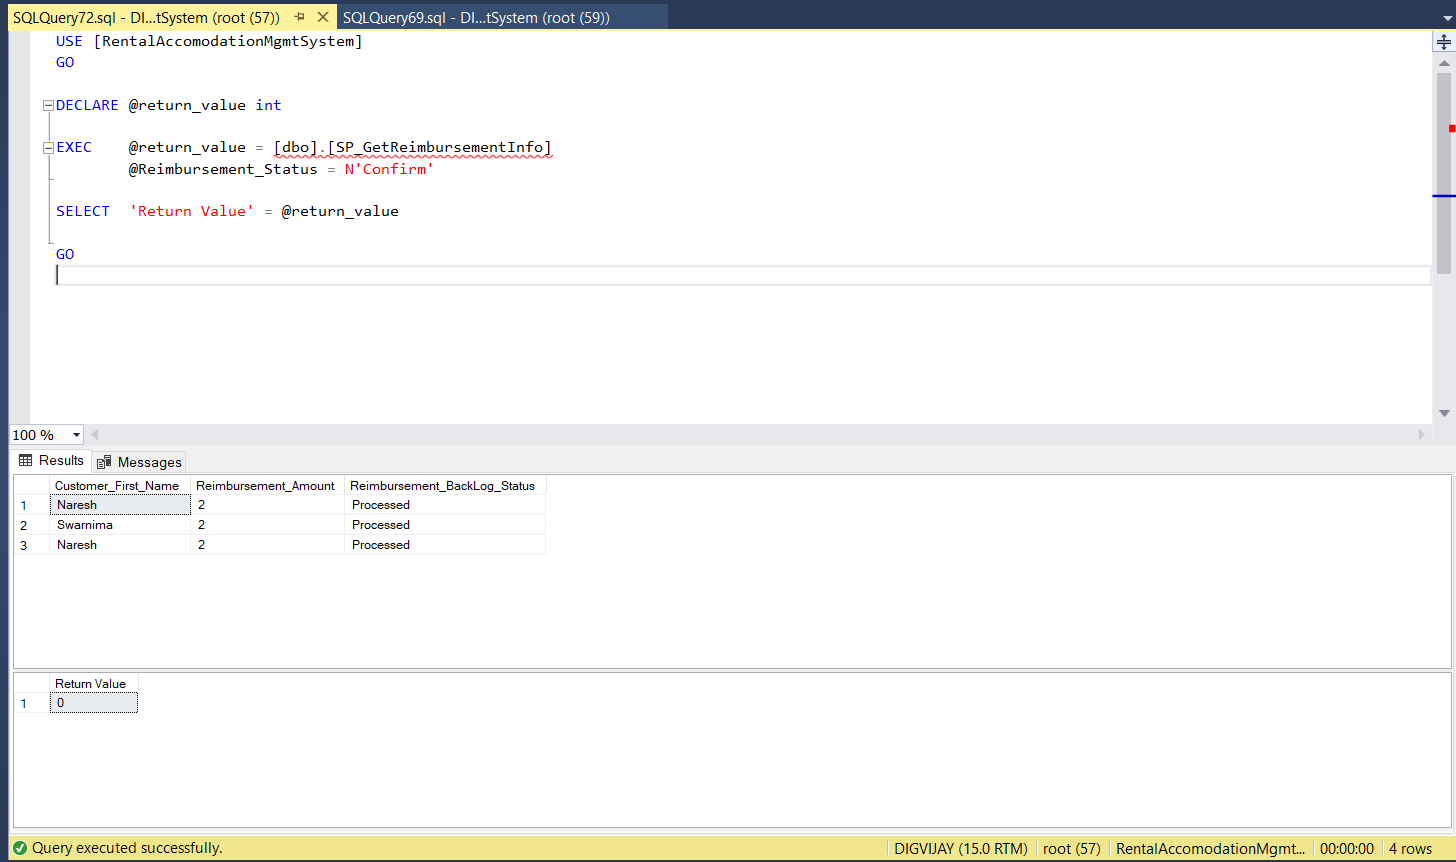 SQLQuery72.sql - DI...tSystem (root (57)) SQLQuery69.sql - DI...tSystem (root (59))
USE [RentalAccomodationMgmtSystem]
GO
DECLARE @return_value int
EXEC @return_value = [dbo].[SP_GetReimbursementInfo]
@Reimbursement_Status = N'Confirm'
SELECT 'Return Value' = @return_value
GO
100 %
Results Messages
Customer_First_Name Reimbursement_Amount Reimbursement_BackLog_Status
1 Naresh 2 Processed
2 Swarnima 2 Processed
3 Naresh 2 Processed
Return Value
1 0
Query executed successfully. DIGVIJAY (15.0 RTM) root (57) RentalAccomodationMgmt... 00:00:00 4 rows